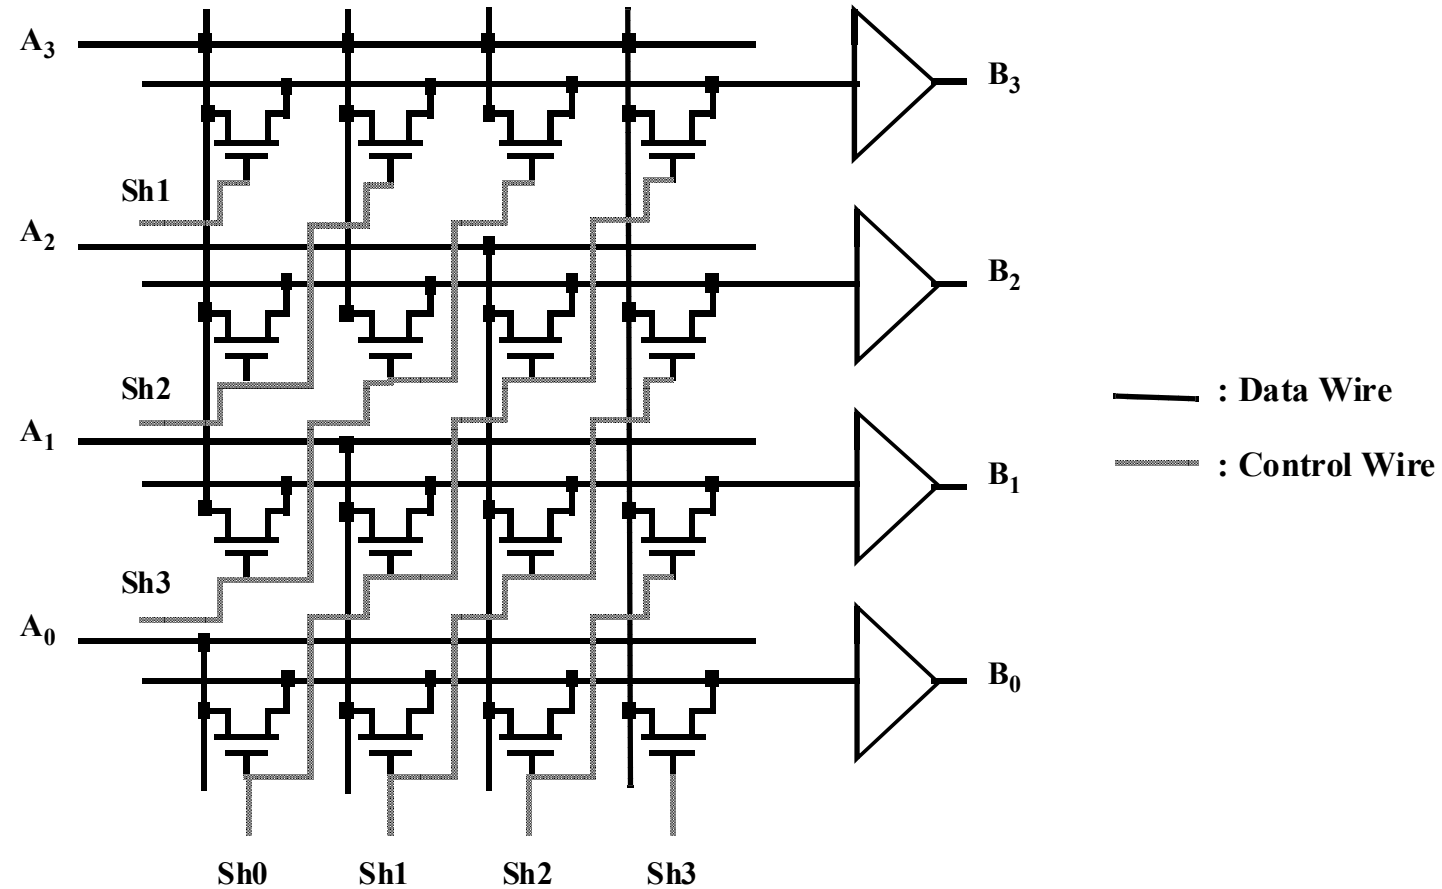 A3
B3
Sh1
A2
B2
Sh2
: Data Wire
A1
: Control Wire
B1
Sh3
A0
B0
Sh0 Sh1 Sh2 Sh3